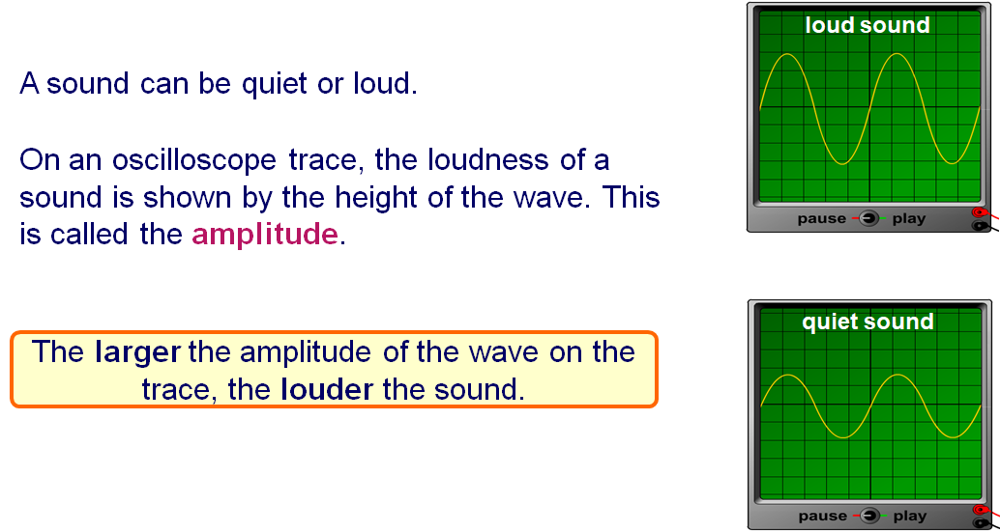 loud sound
A sound can be quiet or loud.
On an oscilloscope trace, the loudness of a
sound is shown by the height of the wave. This
is called the amplitude.
pause play
quiet sound
The larger the amplitude of the wave on the
trace, the louder the sound.
pause play